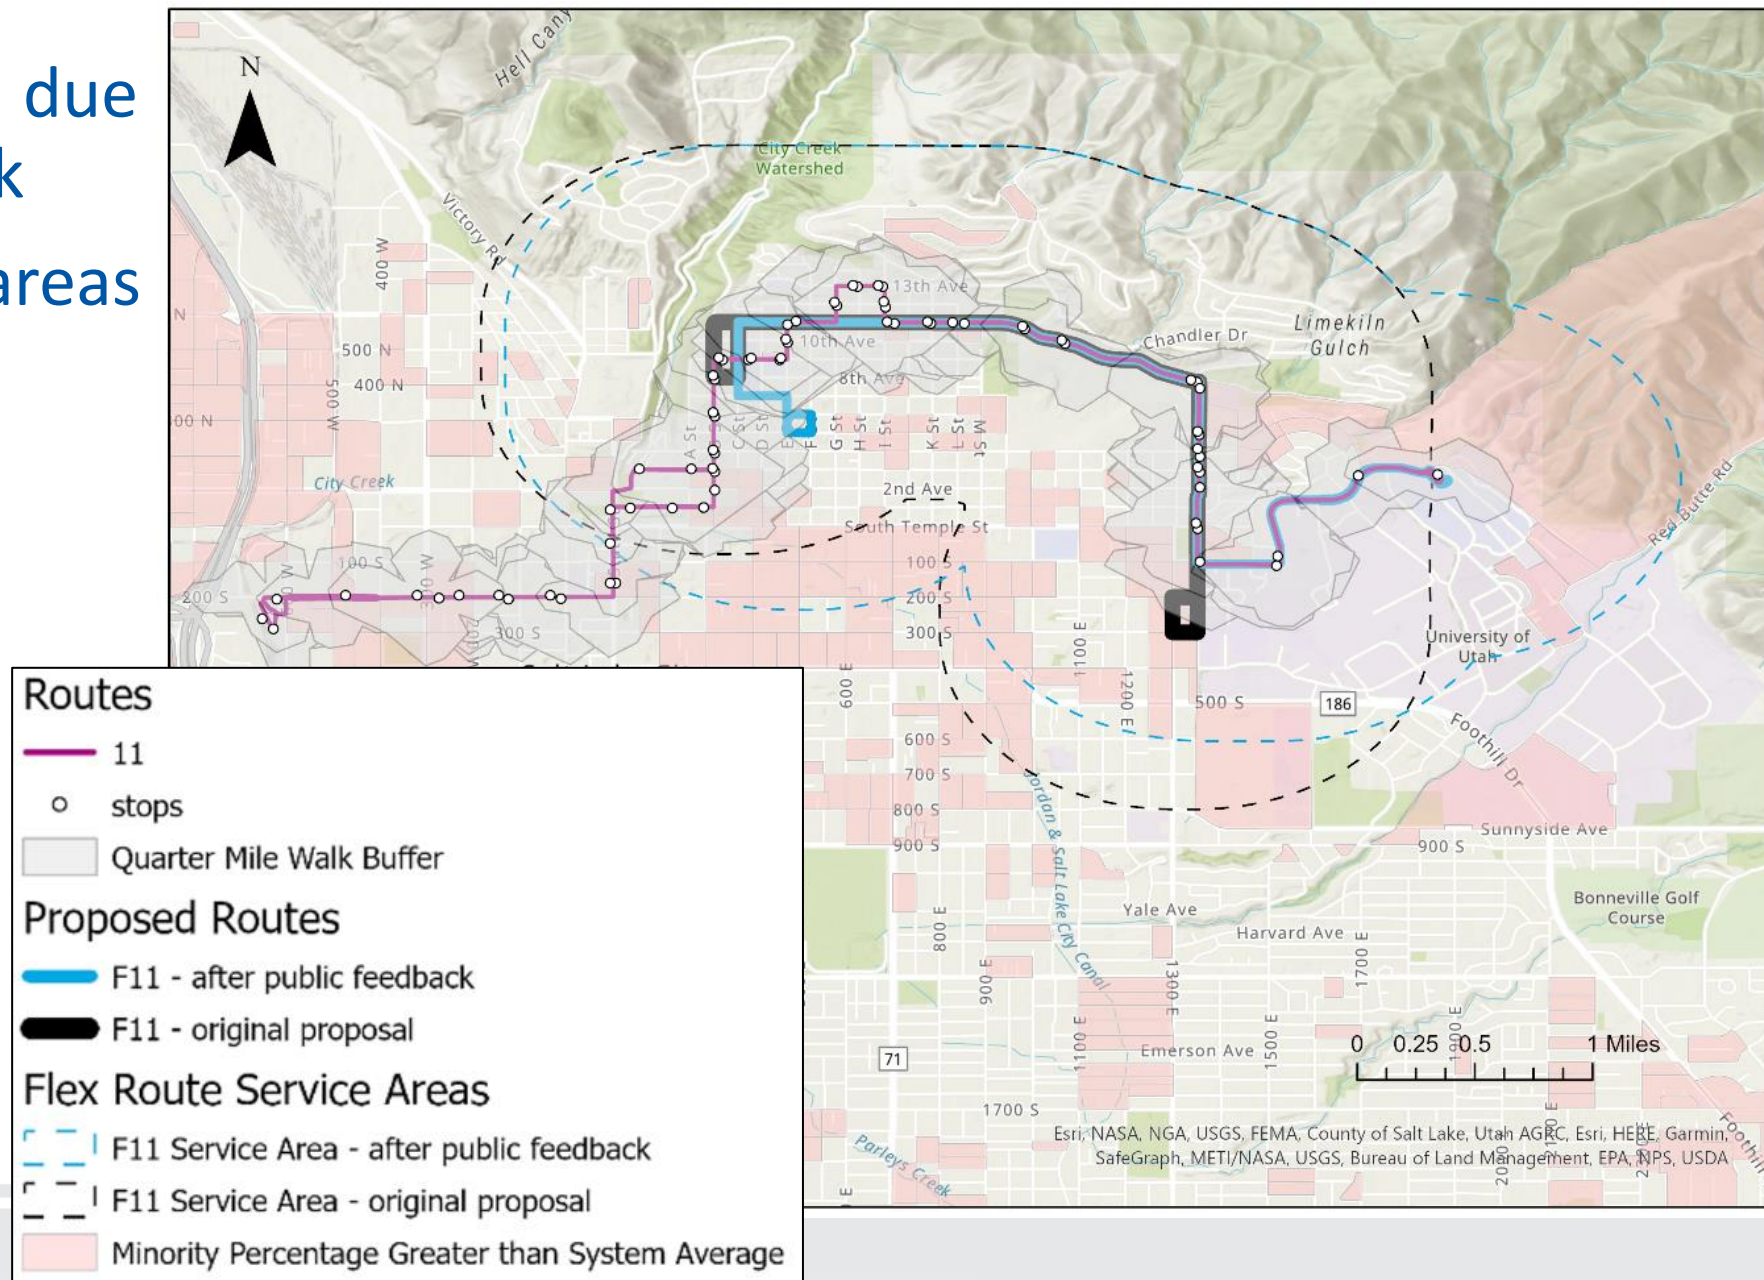 due
k
areas
N
Hell Cany
City Creek
Watershed
Victory Rd
400 W
N
13th Ave
Limekiln
Gulch
Chandler Dr
10th Ave
500 N
8th Ave
400 N
500 W
00 N
A St
C St
D St
E
F
G St
H St
I St
K St
L St
M St
City Creek
2nd Ave
South Temple St
Red Butte Rd
100 S
100 S
200 S
200 S
300 S
300 S
University of
Utah
1100 E
1200 E
600 E
500 S
186
Foothill Dr
600 S
700 S
800 S
900 S
Sunnyside Ave
900 S
Jordan & Salt Lake City Canal
Bonneville Golf
Course
Yale Ave
Harvard Ave
800 E
900 E
1300 E
1700 E
1100 E
1500 E
1900 E
Emerson Ave
71
0 0.25 0.5 1 Miles
1700 S
Parleys Creek
Foothil
Esri, NASA, NGA, USGS, FEMA, County of Salt Lake, Utah AGRC, Esri, HERE, Garmin,
SafeGraph, METI/NASA, USGS, Bureau of Land Management, EPA, NPS, USDA
Routes
11
stops
Quarter Mile Walk Buffer
Proposed Routes
F11 - after public feedback
F11 - original proposal
Flex Route Service Areas
F11 Service Area - after public feedback
F11 Service Area - original proposal
Minority Percentage Greater than System Average